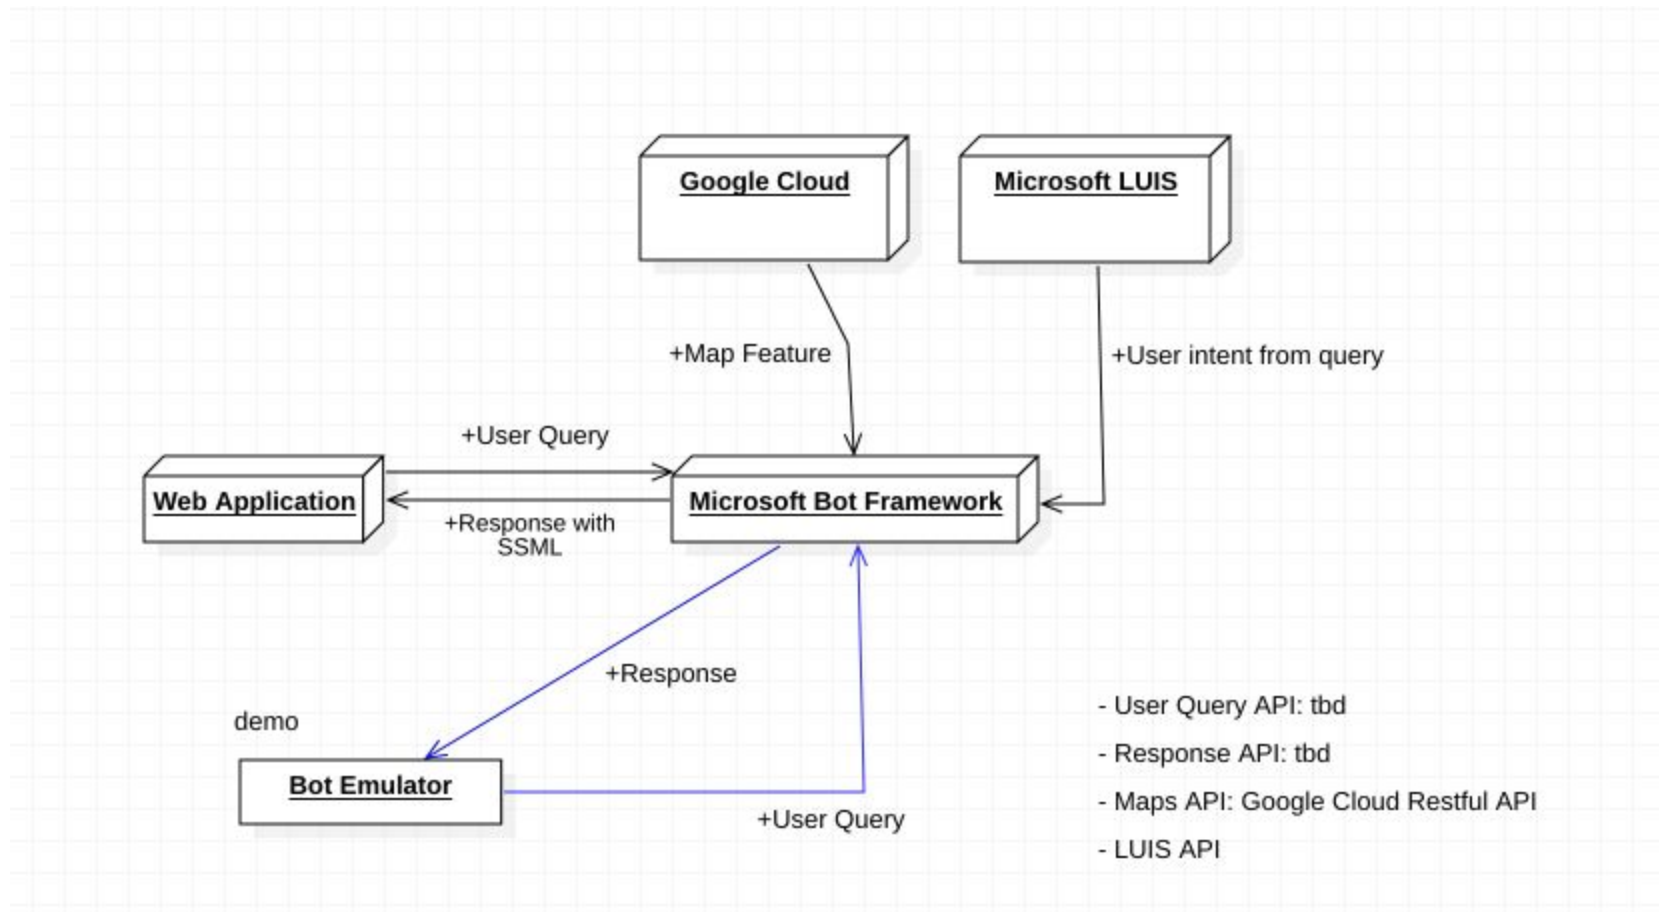 Google Cloud
Microsoft LUIS
+Map Feature
+User intent from query
+User Query
Web Application
Microsoft Bot Framework
+Response with
SSML
+Response
demo
Bot Emulator
+User Query
- User Query API: tbd
- Response API: tbd
- Maps API: Google Cloud Restful API
- LUIS API